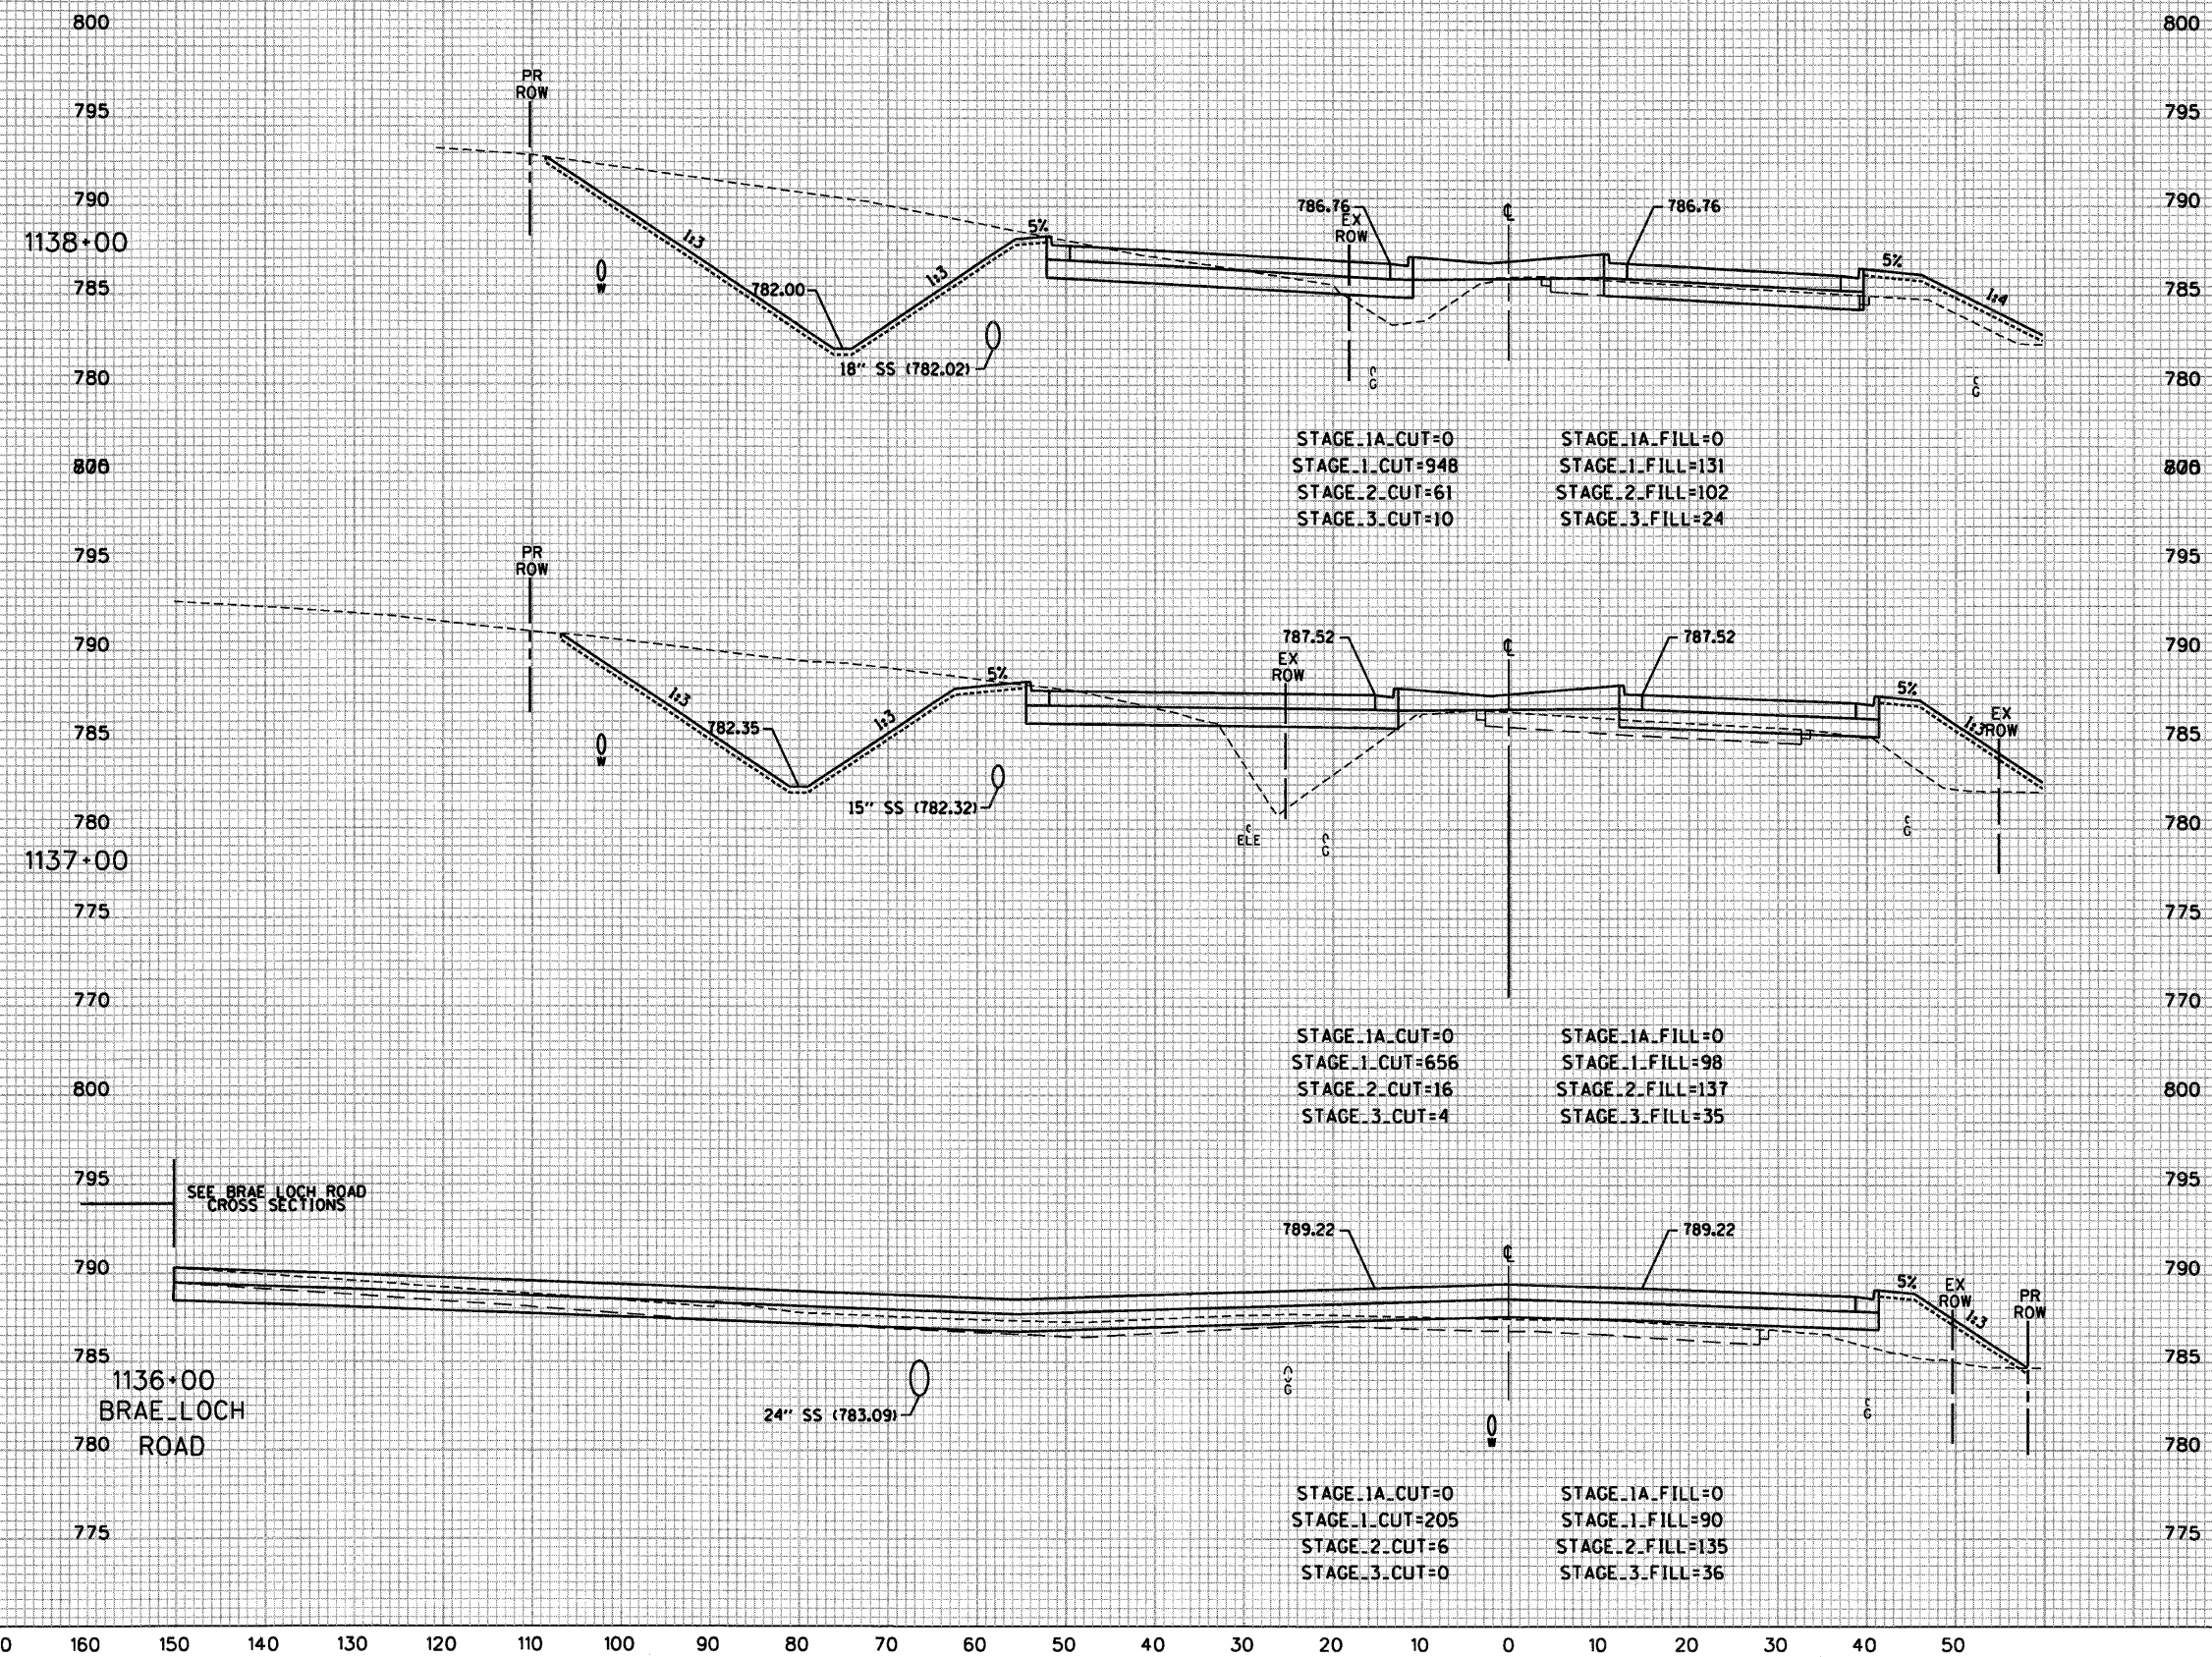 800 800
PR
ROW
795 795
790 790
786.76 786.76
EX
ROW
℄
1138+00
5%
1:3
1:3
5%
1:4
785 785
W
782.00
18" SS (782.02)
780 780
G
G
STAGE_1A_CUT=0 STAGE_1A_FILL=0
STAGE_1_CUT=948 STAGE_1_FILL=131
STAGE_2_CUT=61 STAGE_2_FILL=102
STAGE_3_CUT=10 STAGE_3_FILL=24
795 795
PR
ROW
790 790
787.52 787.52
EX
ROW
℄
5%
1:3
1:3
5%
1:3
EX
ROW
785 785
782.35
W
15" SS (782.32)
780 780
ELE
G
G
1137+00
775 775
770 770
STAGE_1A_CUT=0 STAGE_1A_FILL=0
STAGE_1_CUT=656 STAGE_1_FILL=98
STAGE_2_CUT=16 STAGE_2_FILL=137
STAGE_3_CUT=4 STAGE_3_FILL=35
800 800
795 795
SEE BRAE LOCH ROAD
CROSS SECTIONS
789.22 789.22
℄
790 790
5%
EX
ROW
PR
ROW
1:3
785 785
1136+00
BRAE_LOCH
ROAD
G
G
24" SS (783.09)
W
780 780
STAGE_1A_CUT=0 STAGE_1A_FILL=0
STAGE_1_CUT=205 STAGE_1_FILL=90
STAGE_2_CUT=6 STAGE_2_FILL=135
STAGE_3_CUT=0 STAGE_3_FILL=36
775 775
0 160 150 140 130 120 110 100 90 80 70 60 50 40 30 20 10 0 10 20 30 40 50